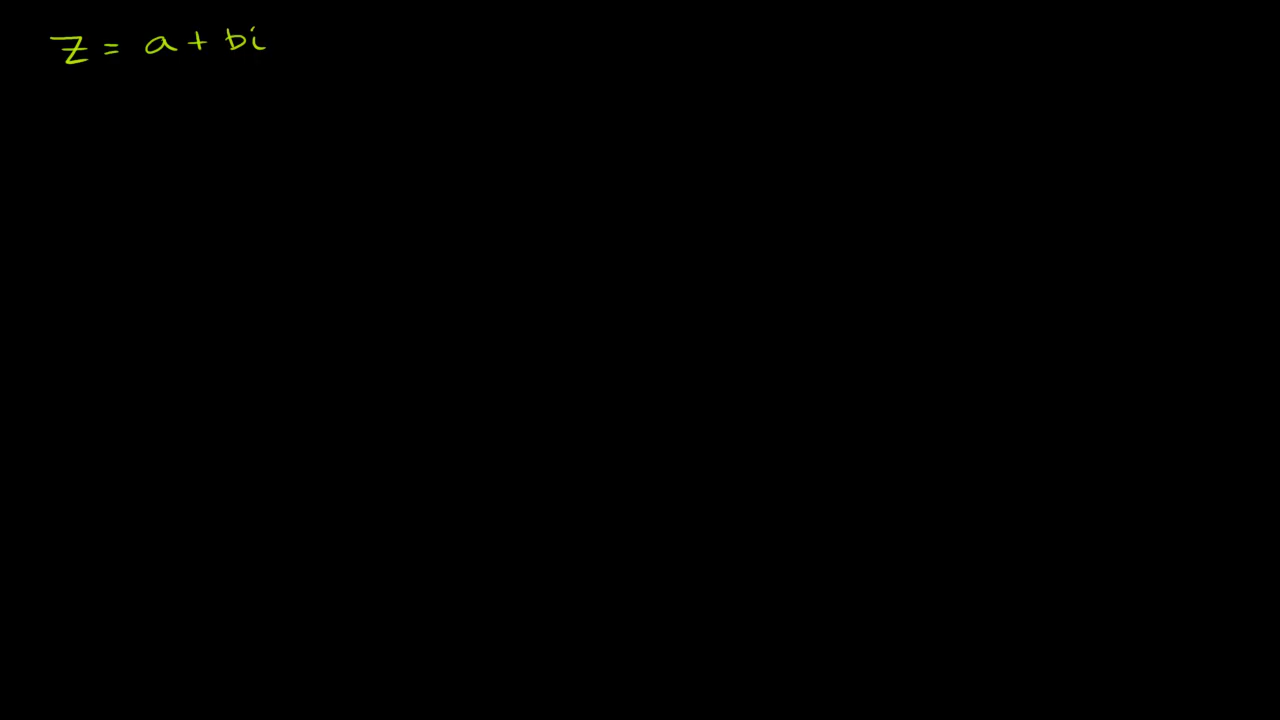 z = a + bi